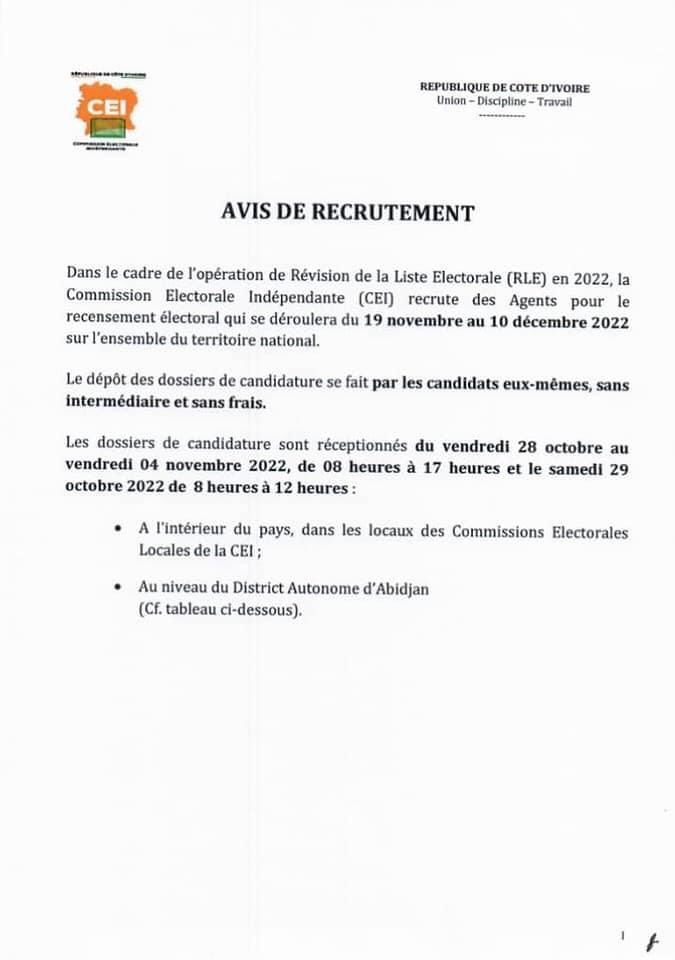 RÉPUBLIQUE DE CÔTE D'IVOIRE
CEI
COMMISSION ÉLECTORALE
INDÉPENDANTE
REPUBLIQUE DE COTE D'IVOIRE
Union – Discipline – Travail
------------
AVIS DE RECRUTEMENT
Dans le cadre de l'opération de Révision de la Liste Electorale (RLE) en 2022, la
Commission Electorale Indépendante (CEI) recrute des Agents pour le
recensement électoral qui se déroulera du 19 novembre au 10 décembre 2022
sur l'ensemble du territoire national.
Le dépôt des dossiers de candidature se fait par les candidats eux-mêmes, sans
intermédiaire et sans frais.
Les dossiers de candidature sont réceptionnés du vendredi 28 octobre au
vendredi 04 novembre 2022, de 08 heures à 17 heures et le samedi 29
octobre 2022 de 8 heures à 12 heures :
• A l'intérieur du pays, dans les locaux des Commissions Electorales
Locales de la CEI ;
• Au niveau du District Autonome d'Abidjan
(Cf. tableau ci-dessous).
1